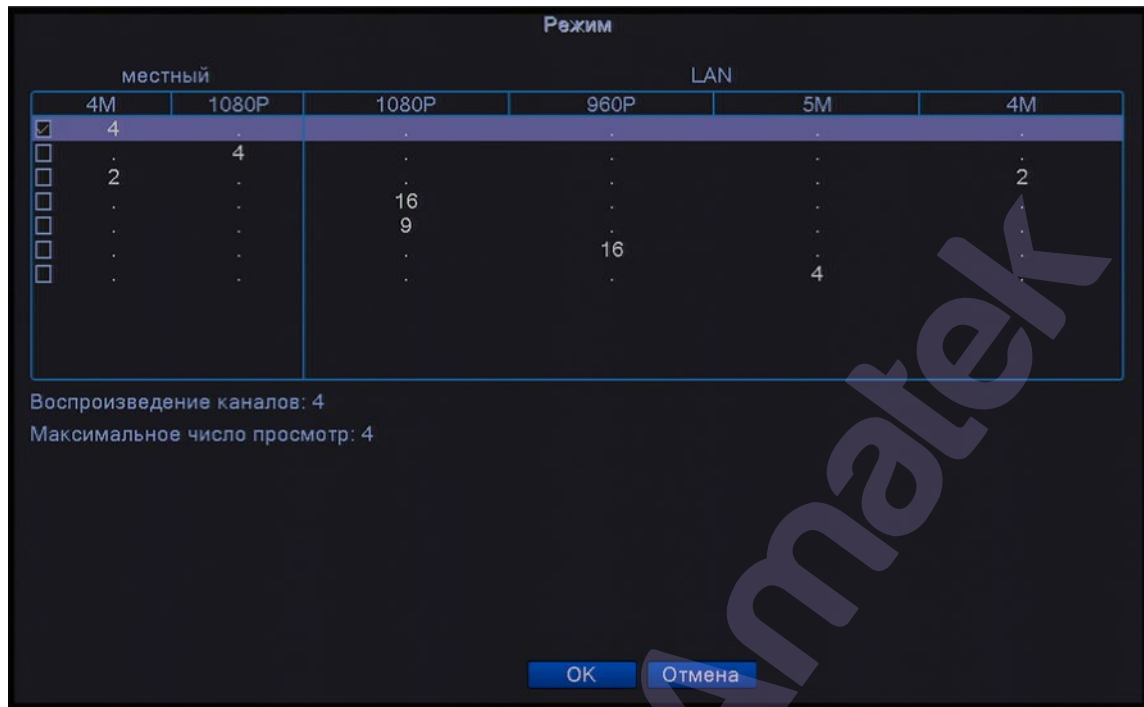 Режим
местный LAN
4M 1080P 1080P 960P 5M 4M
4 . . . . .
. 4 . . . .
2 . . . . 2
. . 16 . . .
. . 9 . . .
. . . 16 . .
. . . . 4 .
Воспроизведение каналов: 4
Максимальное число просмотр: 4
OK Отмена
Amatek